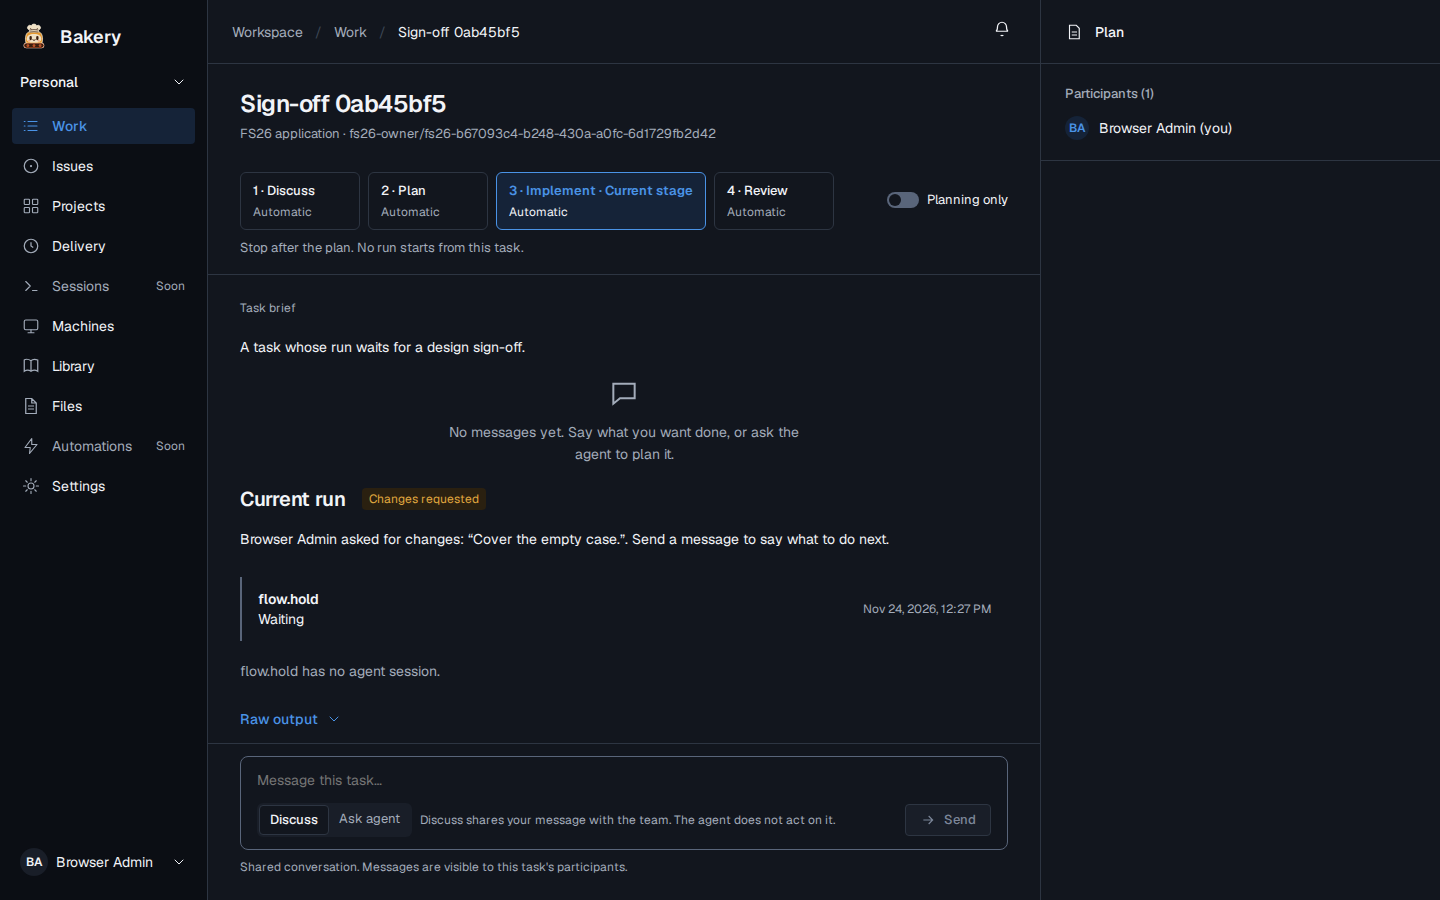 Bakery
Personal
Work
Issues
Projects
Delivery
Sessions Soon
Machines
Library
Files
Automations Soon
Settings
BA Browser Admin
Workspace / Work / Sign-off 0ab45bf5
Sign-off 0ab45bf5
FS26 application · fs26-owner/fs26-b67093c4-b248-430a-a0fc-6d1729fb2d42
1 · Discuss
Automatic
2 · Plan
Automatic
3 · Implement · Current stage
Automatic
4 · Review
Automatic
Planning only
Stop after the plan. No run starts from this task.
Task brief
A task whose run waits for a design sign-off.
No messages yet. Say what you want done, or ask the
agent to plan it.
Current run Changes requested
Browser Admin asked for changes: “Cover the empty case.”. Send a message to say what to do next.
flow.hold
Waiting
Nov 24, 2026, 12:27 PM
flow.hold has no agent session.
Raw output
Message this task…
Discuss Ask agent Discuss shares your message with the team. The agent does not act on it. Send
Shared conversation. Messages are visible to this task's participants.
Plan
Participants (1)
BA Browser Admin (you)